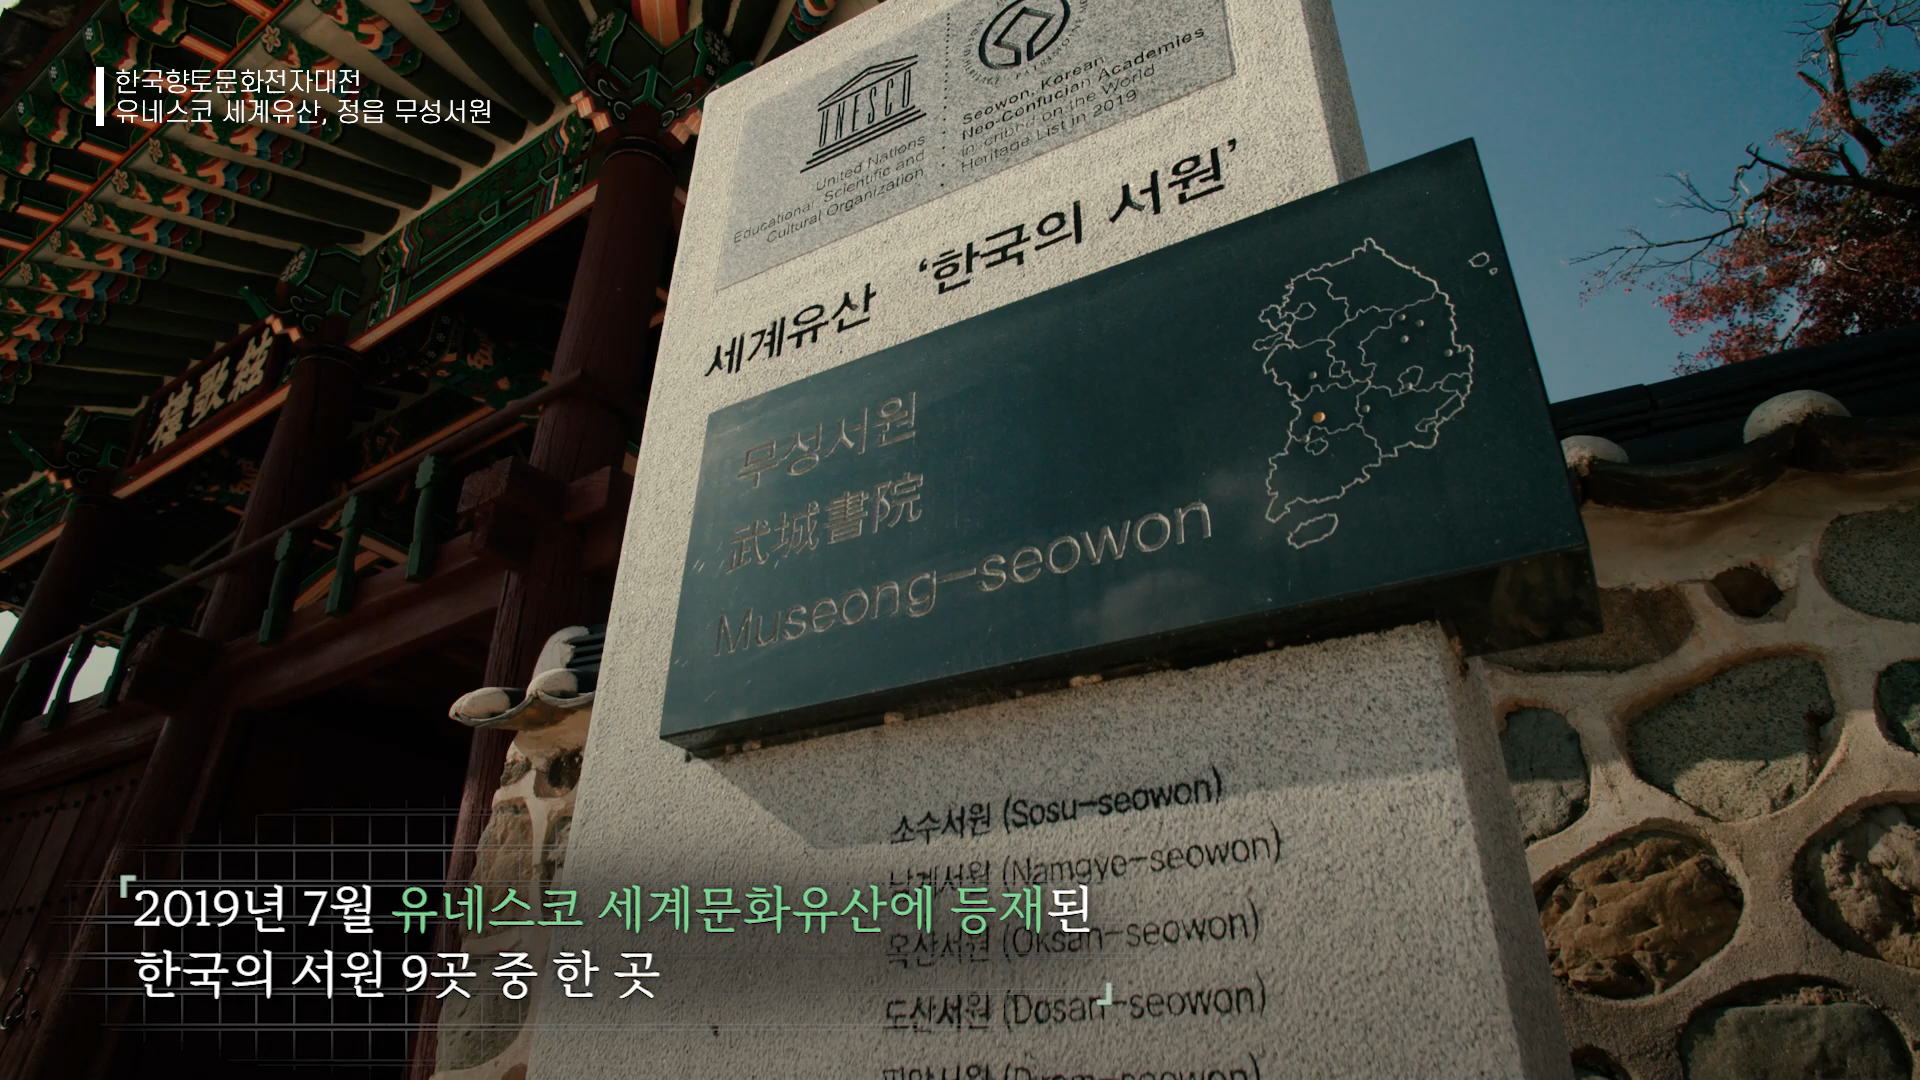 한국향토문화전자대전
유네스코 세계유산, 정읍 무성서원
UNESCO
United Nations
Educational, Scientific and
Cultural Organization
Seowon, Korean
Neo-Confucian Academies
inscribed on the World
Heritage List in 2019
세계유산 ‘한국의 서원’
무성서원
武城書院
Museong-seowon
絃歌樓
소수서원 (Sosu-seowon)
남계서원 (Namgye-seowon)
옥산서원 (Oksan-seowon)
도산서원 (Dosan-seowon)
「2019년 7월 유네스코 세계문화유산에 등재된
한국의 서원 9곳 중 한 곳」